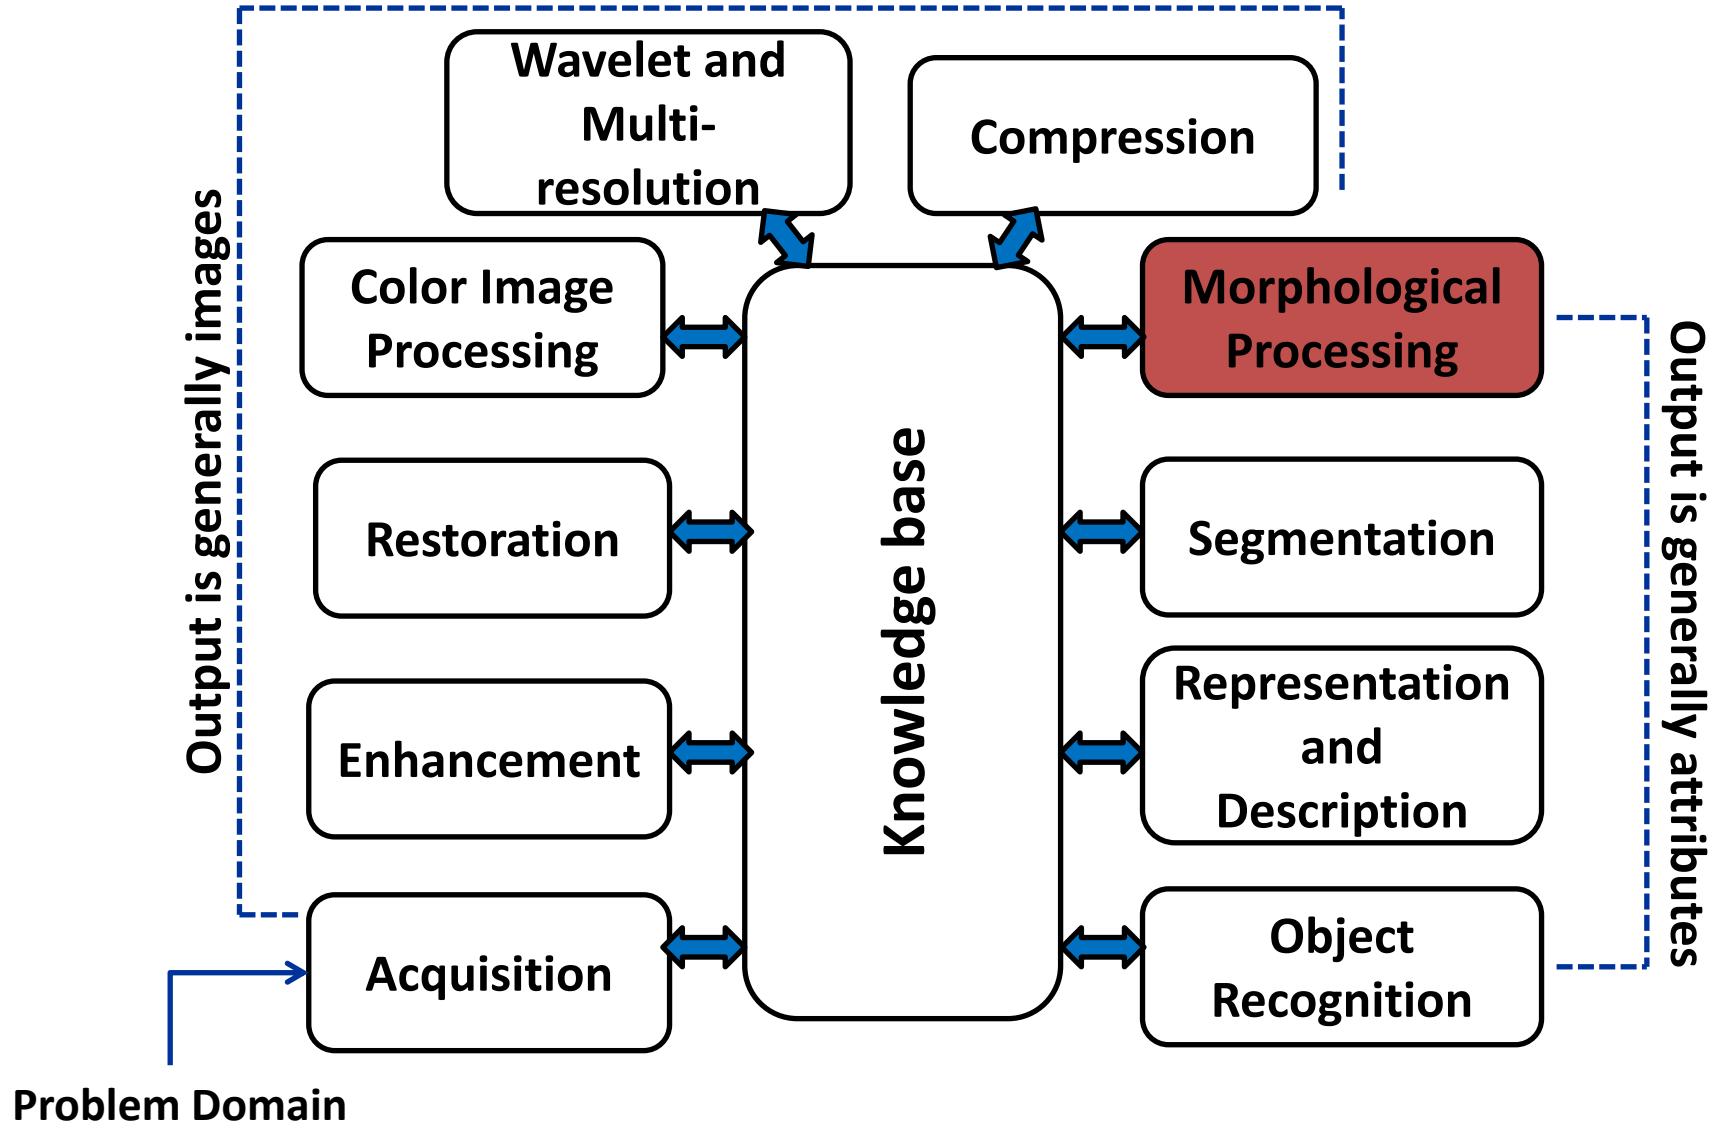 Wavelet and
Multi-
resolution
Compression
Color Image
Processing
Morphological
Processing
Restoration
Segmentation
Enhancement
Representation
and
Description
Acquisition
Object
Recognition
Knowledge base
Output is generally images
Output is generally attributes
Problem Domain